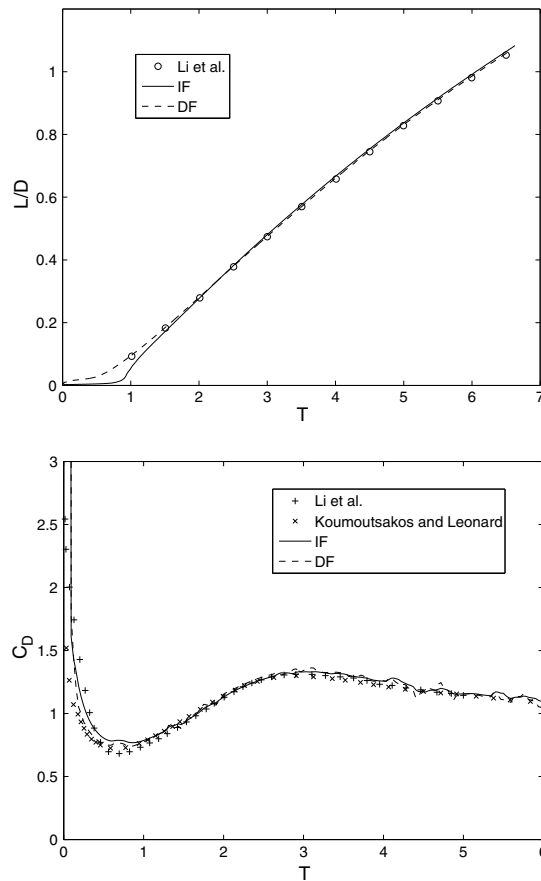 1
0.8
0.6
0.4
0.2
0
L/D
Li et al.
IF
DF
0 1 2 3 4 5 6 7
T
3
2.5
2
1.5
1
0.5
0
C_D
Li et al.
Koumoutsakos and Leonard
IF
DF
0 1 2 3 4 5 6
T